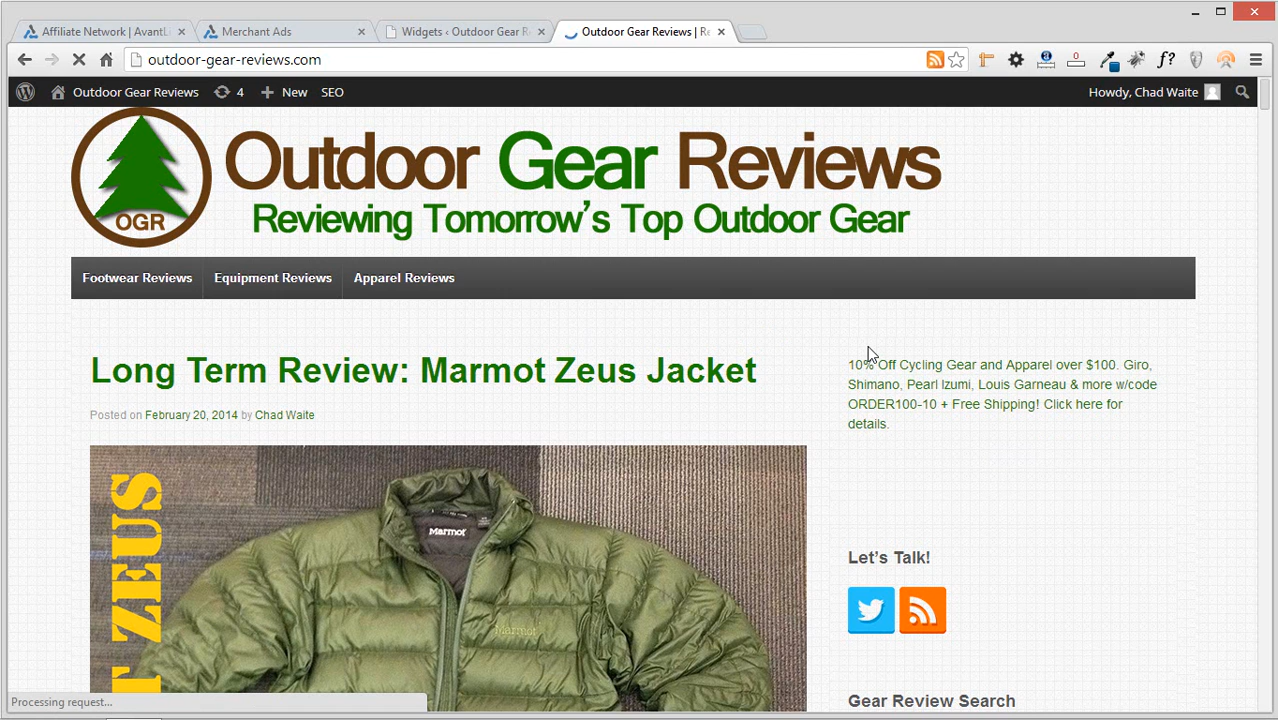 Affiliate Network | AvantL
Merchant Ads
Widgets ‹ Outdoor Gear R
Outdoor Gear Reviews | Re
outdoor-gear-reviews.com
Outdoor Gear Reviews
4
New
SEO
Howdy, Chad Waite
OGR
Outdoor Gear Reviews
Reviewing Tomorrow's Top Outdoor Gear
Footwear Reviews
Equipment Reviews
Apparel Reviews
Long Term Review: Marmot Zeus Jacket
Posted on February 20, 2014 by Chad Waite
T ZEUS
Marmot
Marmot
10% Off Cycling Gear and Apparel over $100. Giro,
Shimano, Pearl Izumi, Louis Garneau & more w/code
ORDER100-10 + Free Shipping! Click here for
details.
Let's Talk!
Gear Review Search
Processing request...